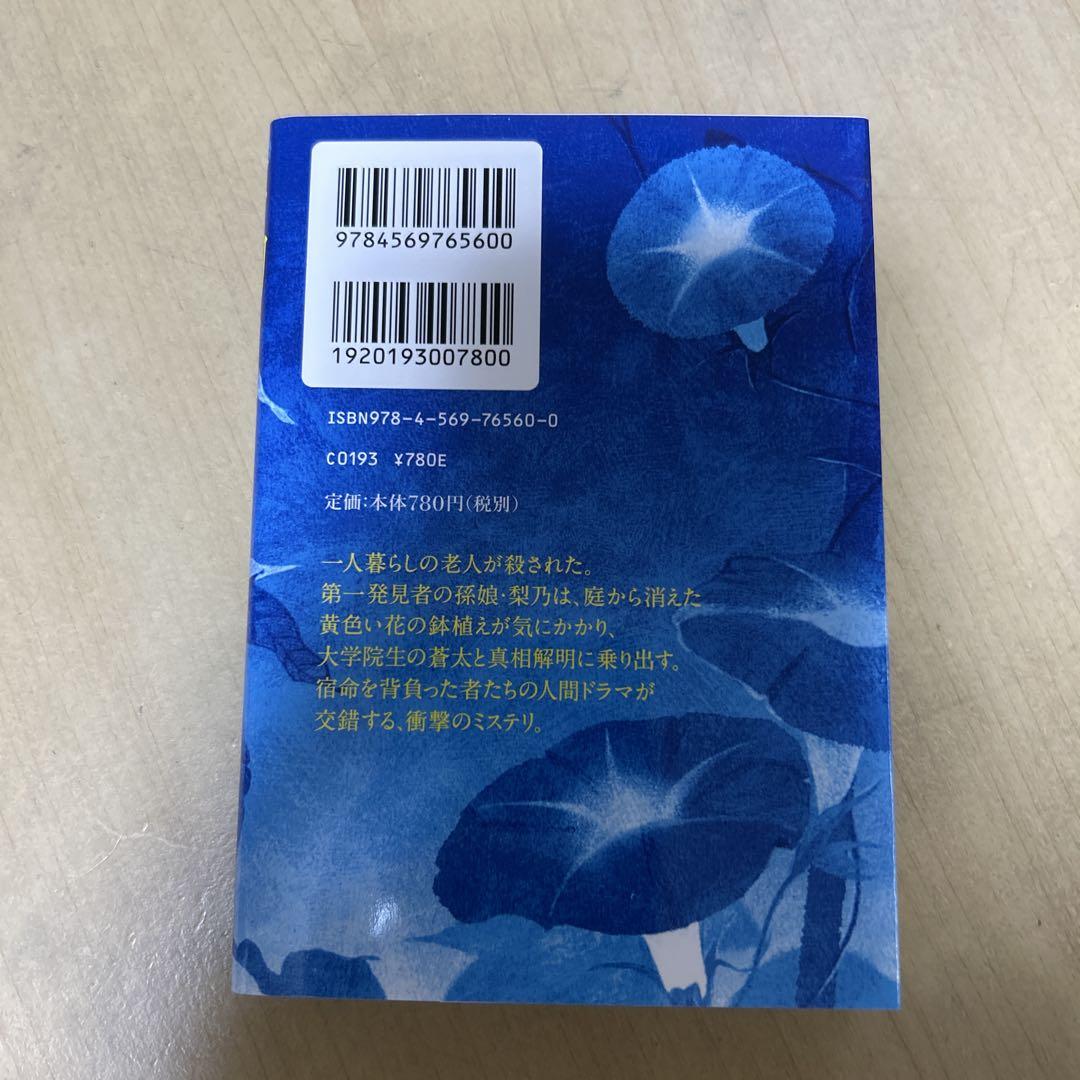 9784569765600
1920193007800
ISBN978-4-569-76560-0
C0193 ¥780E
定価:本体780円(税別)
一人暮らしの老人が殺された。
第一発見者の孫娘・梨乃は、庭から消えた
黄色い花の鉢植えが気にかかり、
大学院生の蒼太と真相解明に乗り出す。
宿命を背負った者たちの人間ドラマが
交錯する、衝撃のミステリ。